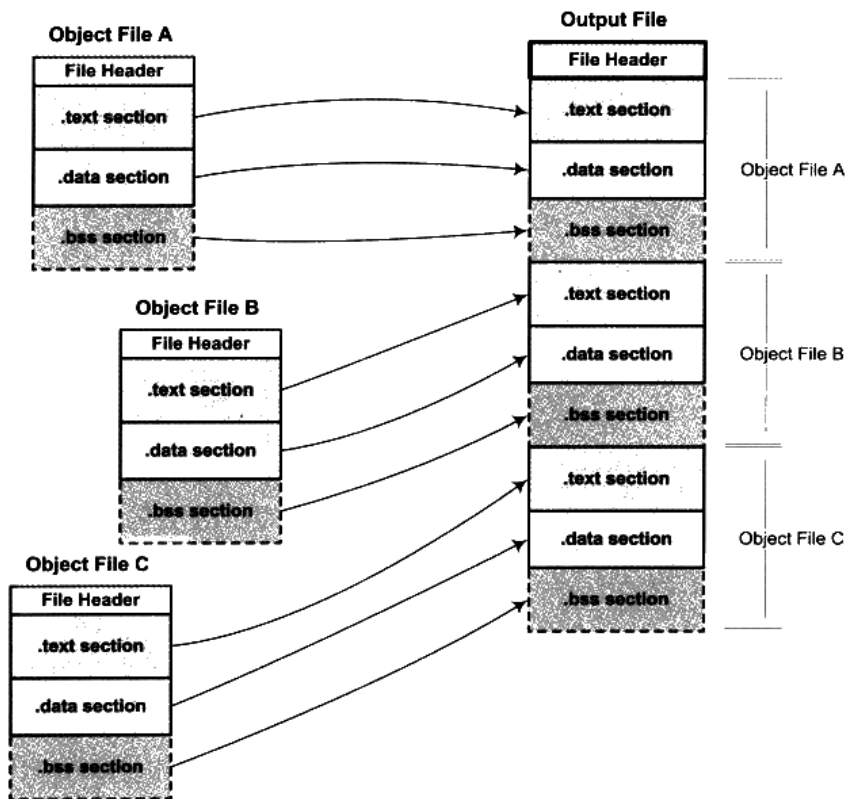 Object File A
File Header
.text section
.data section
.bss section
Object File B
File Header
.text section
.data section
.bss section
Object File C
File Header
.text section
.data section
.bss section
Output File
File Header
.text section
.data section
.bss section
.text section
.data section
.bss section
.text section
.data section
.bss section
Object File A
Object File B
Object File C